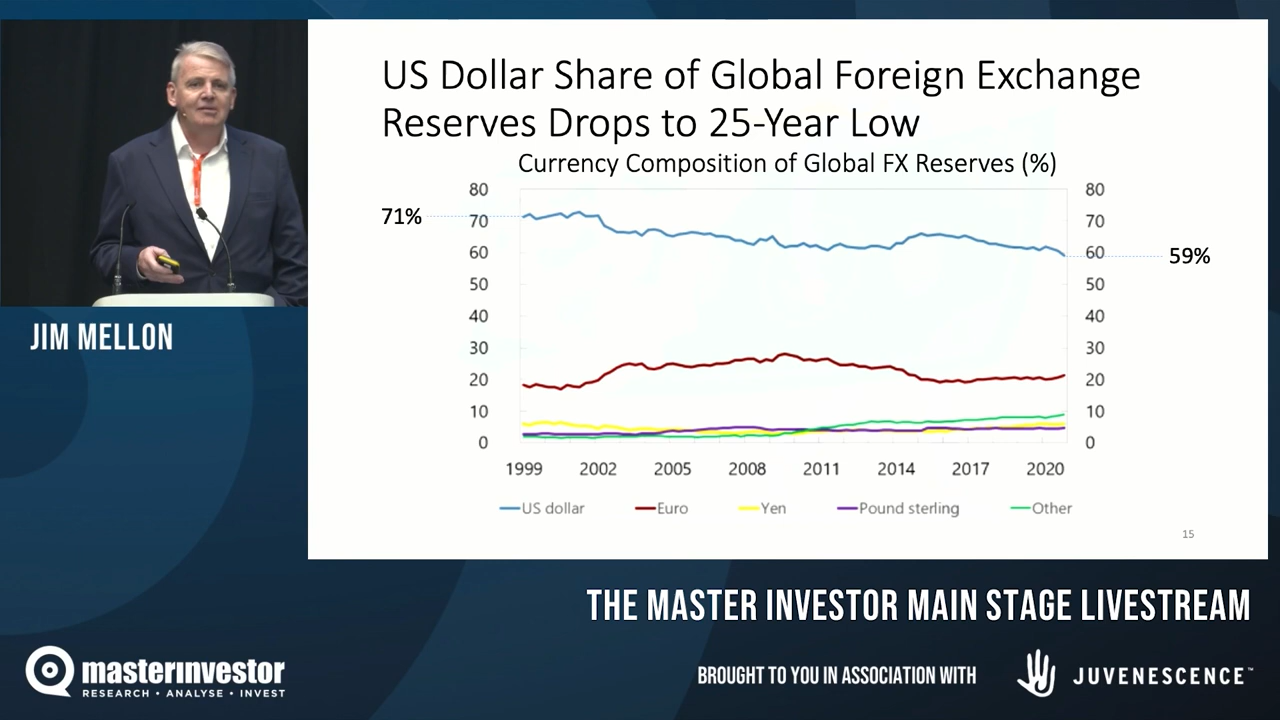 US Dollar Share of Global Foreign Exchange
Reserves Drops to 25-Year Low
Currency Composition of Global FX Reserves (%)
80 80
71% 70 70
60 60 59%
50 50
40 40
30 30
20 20
10 10
0 0
1999 2002 2005 2008 2011 2014 2017 2020
US dollar Euro Yen Pound sterling Other
15
JIM MELLON
THE MASTER INVESTOR MAIN STAGE LIVESTREAM
masterinvestor
RESEARCH • ANALYSE • INVEST
BROUGHT TO YOU IN ASSOCIATION WITH
JUVENESCENCE™